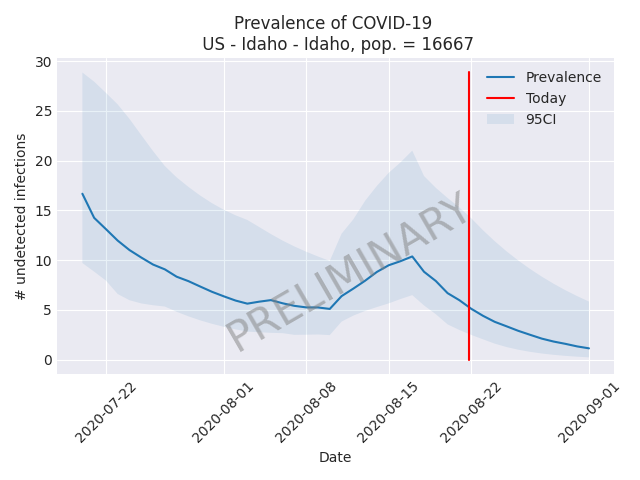 Prevalence of COVID-19
US - Idaho - Idaho, pop. = 16667
30
25
20
15
10
5
0
# undetected infections
Prevalence
Today
95CI
PRELIMINARY
2020-07-22
2020-08-01
2020-08-08
2020-08-15
2020-08-22
2020-09-01
Date